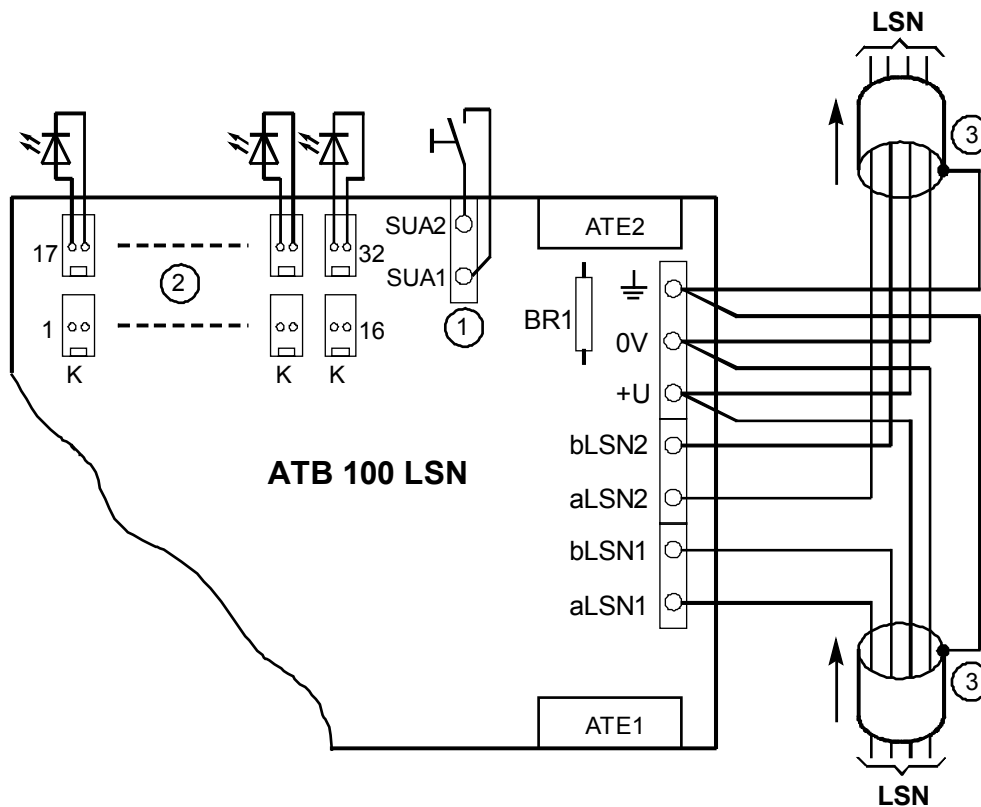 LSN
3
17
2
32
SUA2
SUA1
1
ATE2
BR1
0V
+U
1
16
K
K
K
bLSN2
aLSN2
bLSN1
aLSN1
ATB 100 LSN
ATE1
3
LSN